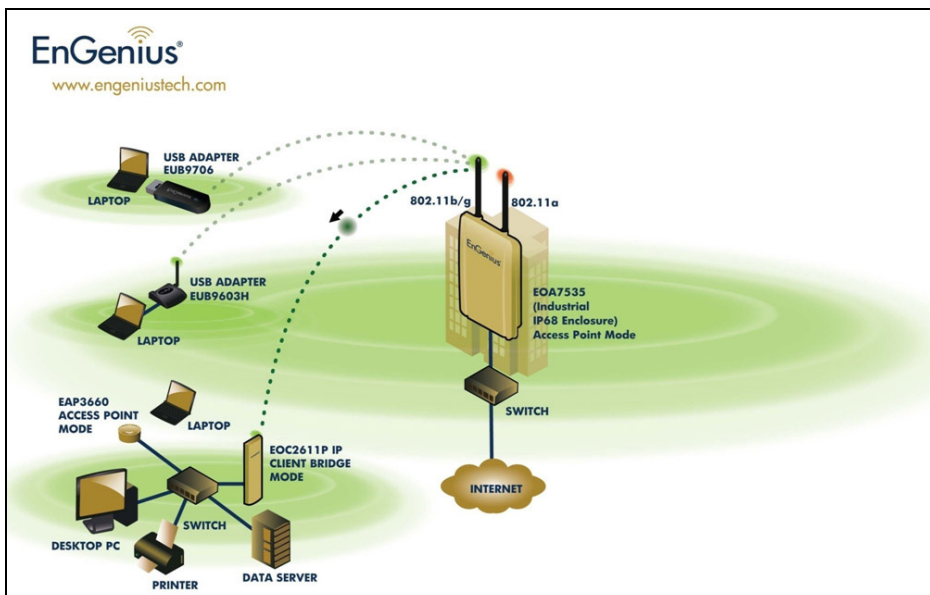 EnGenius®
www.engeniustech.com
USB ADAPTER
EUB9706
LAPTOP
802.11b/g
802.11a
EnGenius®
USB ADAPTER
EUB9603H
LAPTOP
EOA7535
(Industrial
IP68 Enclosure)
Access Point Mode
SWITCH
EAP3660
ACCESS POINT
MODE
LAPTOP
EOC2611P IP
CLIENT BRIDGE
MODE
INTERNET
SWITCH
DESKTOP PC
PRINTER
DATA SERVER